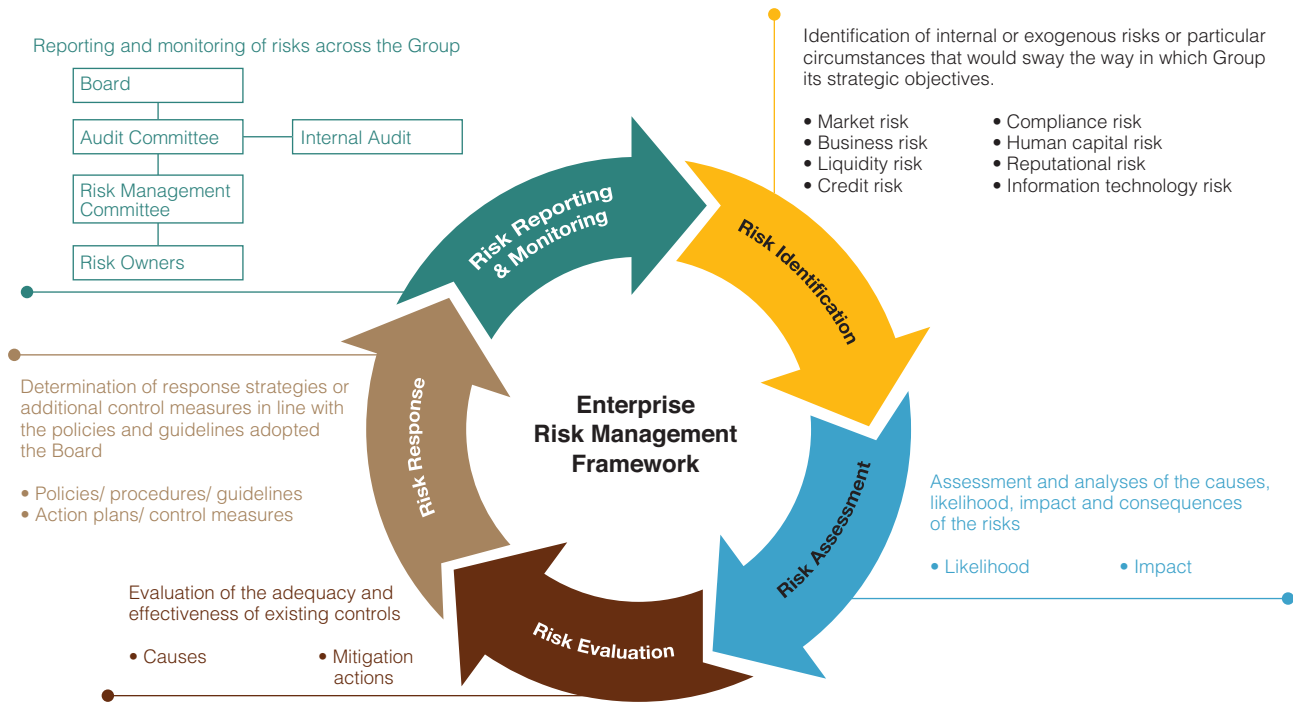 Reporting and monitoring of risks across the Group
Board
Audit Committee
Internal Audit
Risk Management
Committee
Risk Owners
Identification of internal or exogenous risks or particular
circumstances that would sway the way in which Group
its strategic objectives.
• Market risk
• Business risk
• Liquidity risk
• Credit risk
• Compliance risk
• Human capital risk
• Reputational risk
• Information technology risk
Risk Reporting
& Monitoring
Risk Identification
Determination of response strategies or
additional control measures in line with
the policies and guidelines adopted
the Board
• Policies/ procedures/ guidelines
• Action plans/ control measures
Risk Response
Enterprise
Risk Management
Framework
Risk Assessment
Assessment and analyses of the causes,
likelihood, impact and consequences
of the risks
• Likelihood
• Impact
Evaluation of the adequacy and
effectiveness of existing controls
• Causes
• Mitigation
actions
Risk Evaluation